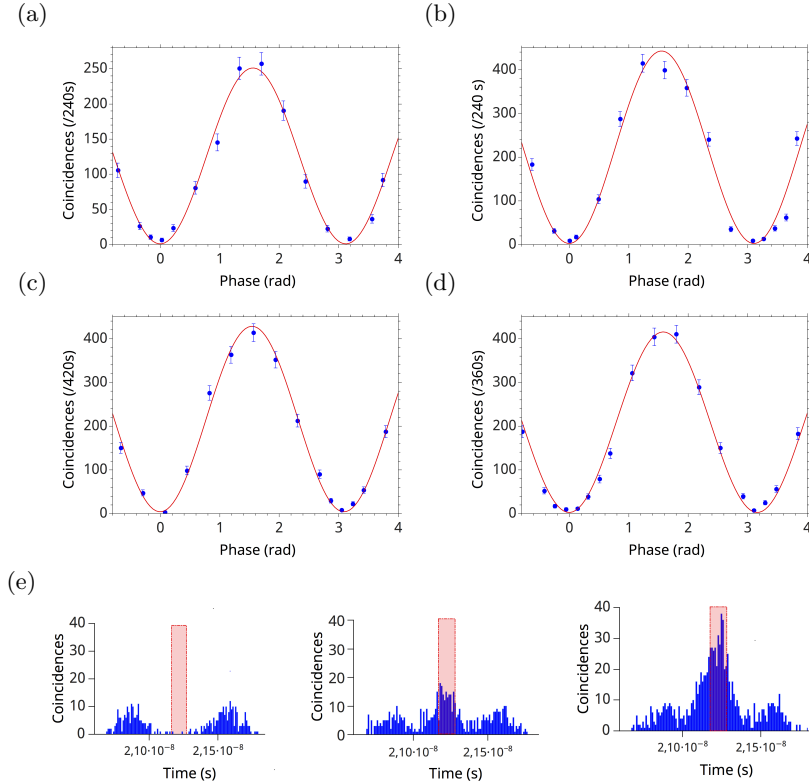 (a)
(b)
Coincidences (/240s)
250
200
150
100
50
0
0 1 2 3 4
Phase (rad)
Coincidences (/240 s)
400
300
200
100
0
0 1 2 3 4
Phase (rad)
(c)
(d)
Coincidences (/420s)
400
300
200
100
0
0 1 2 3 4
Phase (rad)
Coincidences (/360s)
400
300
200
100
0
0 1 2 3 4
Phase (rad)
(e)
Coincidences
40
30
20
10
0
2,10·10⁻⁸ 2,15·10⁻⁸
Time (s)
Coincidences
40
30
20
10
0
2,10·10⁻⁸ 2,15·10⁻⁸
Time (s)
Coincidences
40
30
20
10
0
2,10·10⁻⁸ 2,15·10⁻⁸
Time (s)